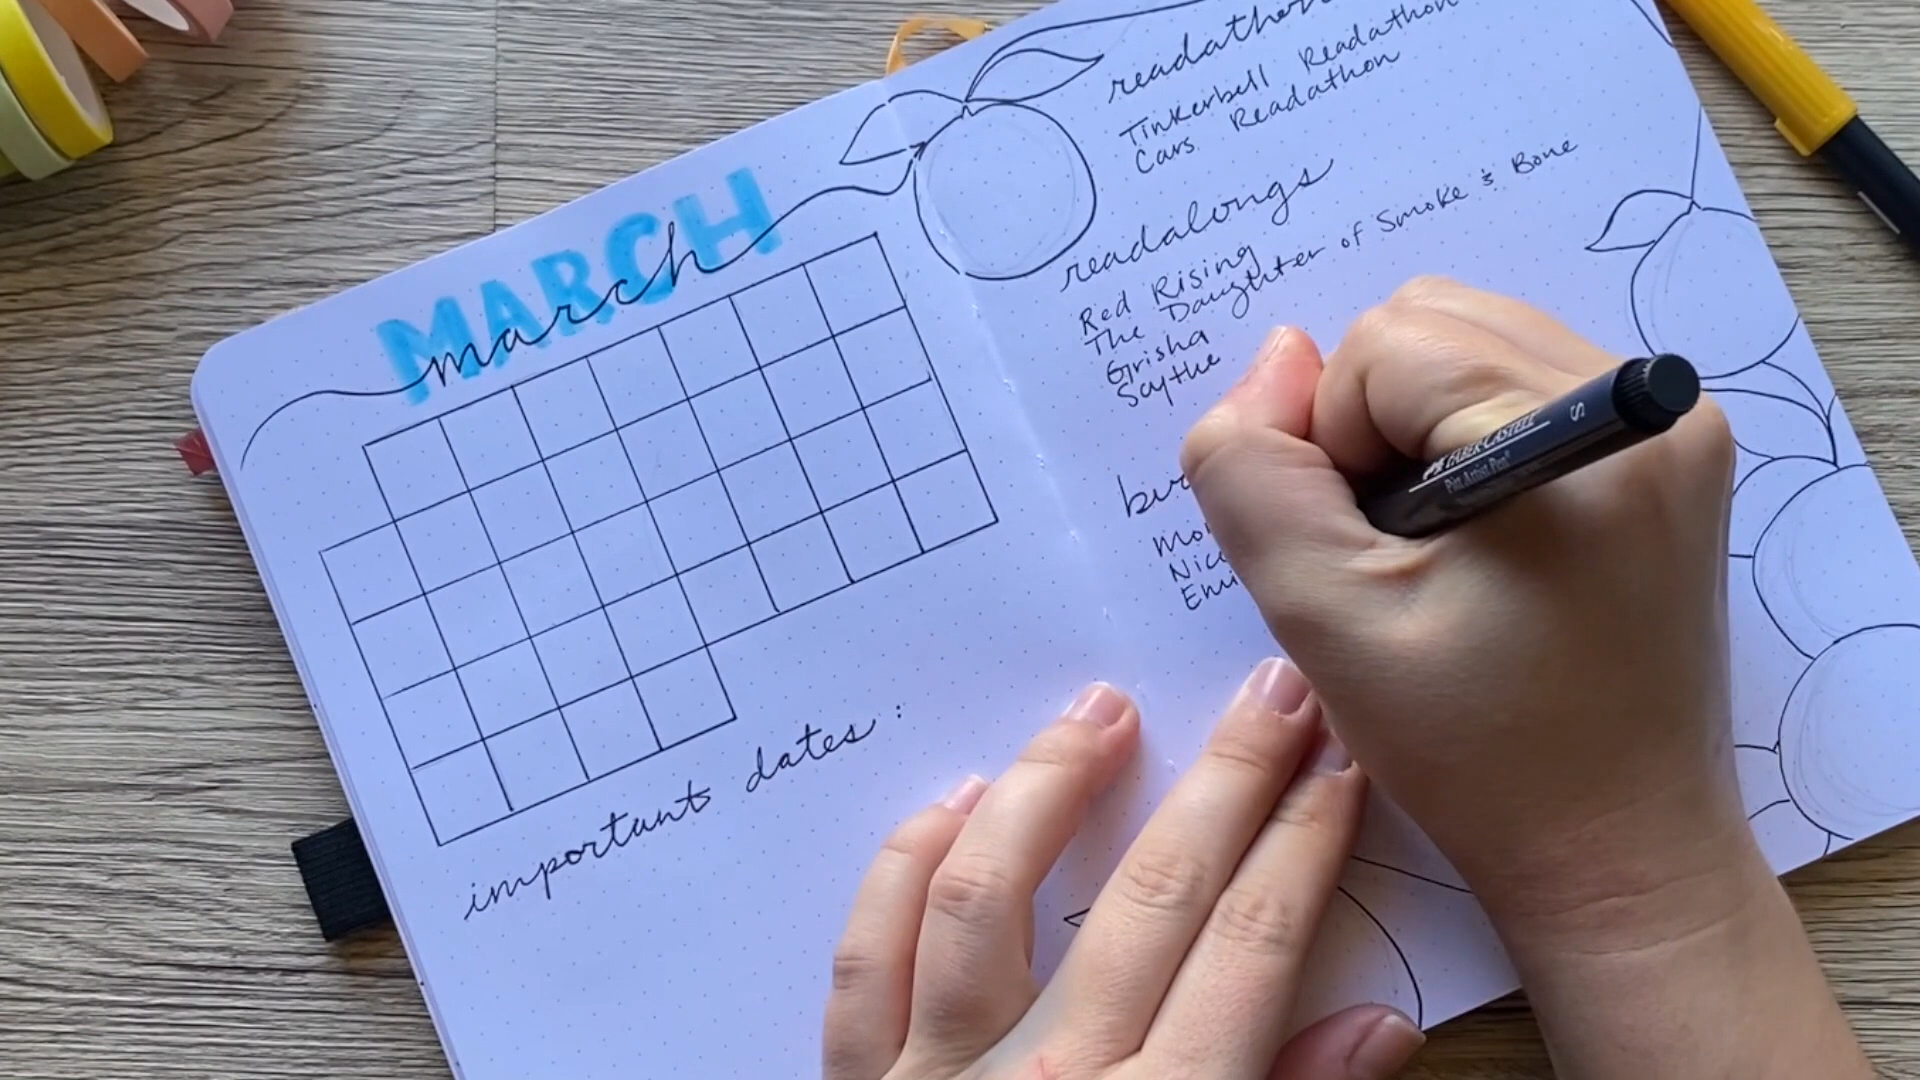 MARCH
march
important dates:
Tinkerbell Readathon
Cars Readathon
readalongs
Red Rising
The Daughter of Smoke & Bone
Grisha
Scythe
FABER-CASTELL
Pitt Artist Pen
S